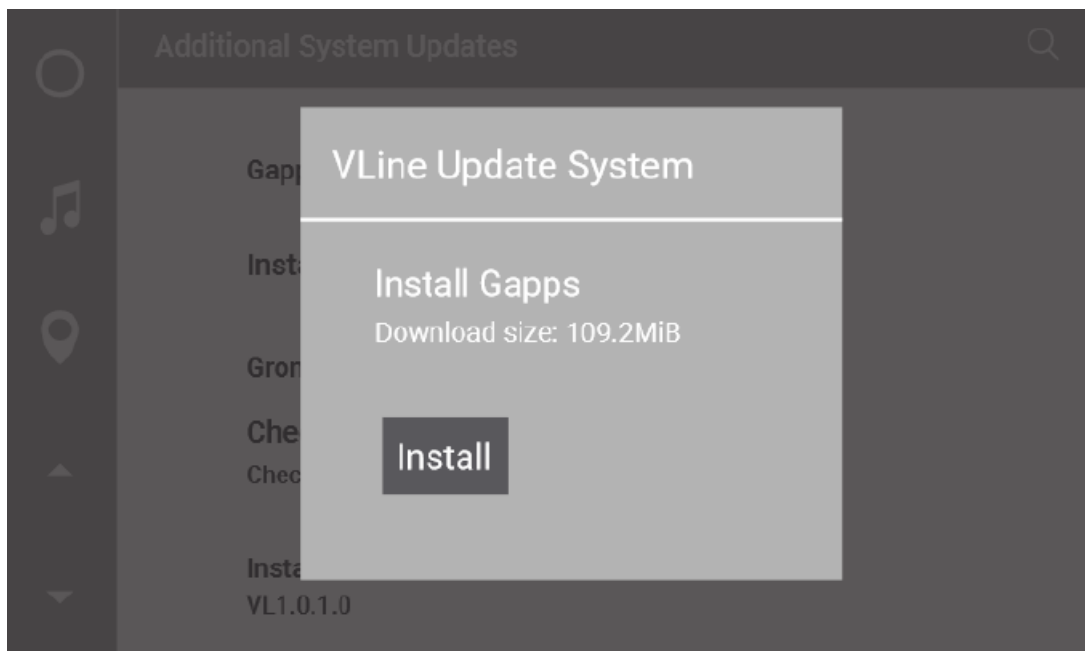 Additional System Updates
VLine Update System
Install Gapps
Download size: 109.2MiB
Install
VL1.0.1.0